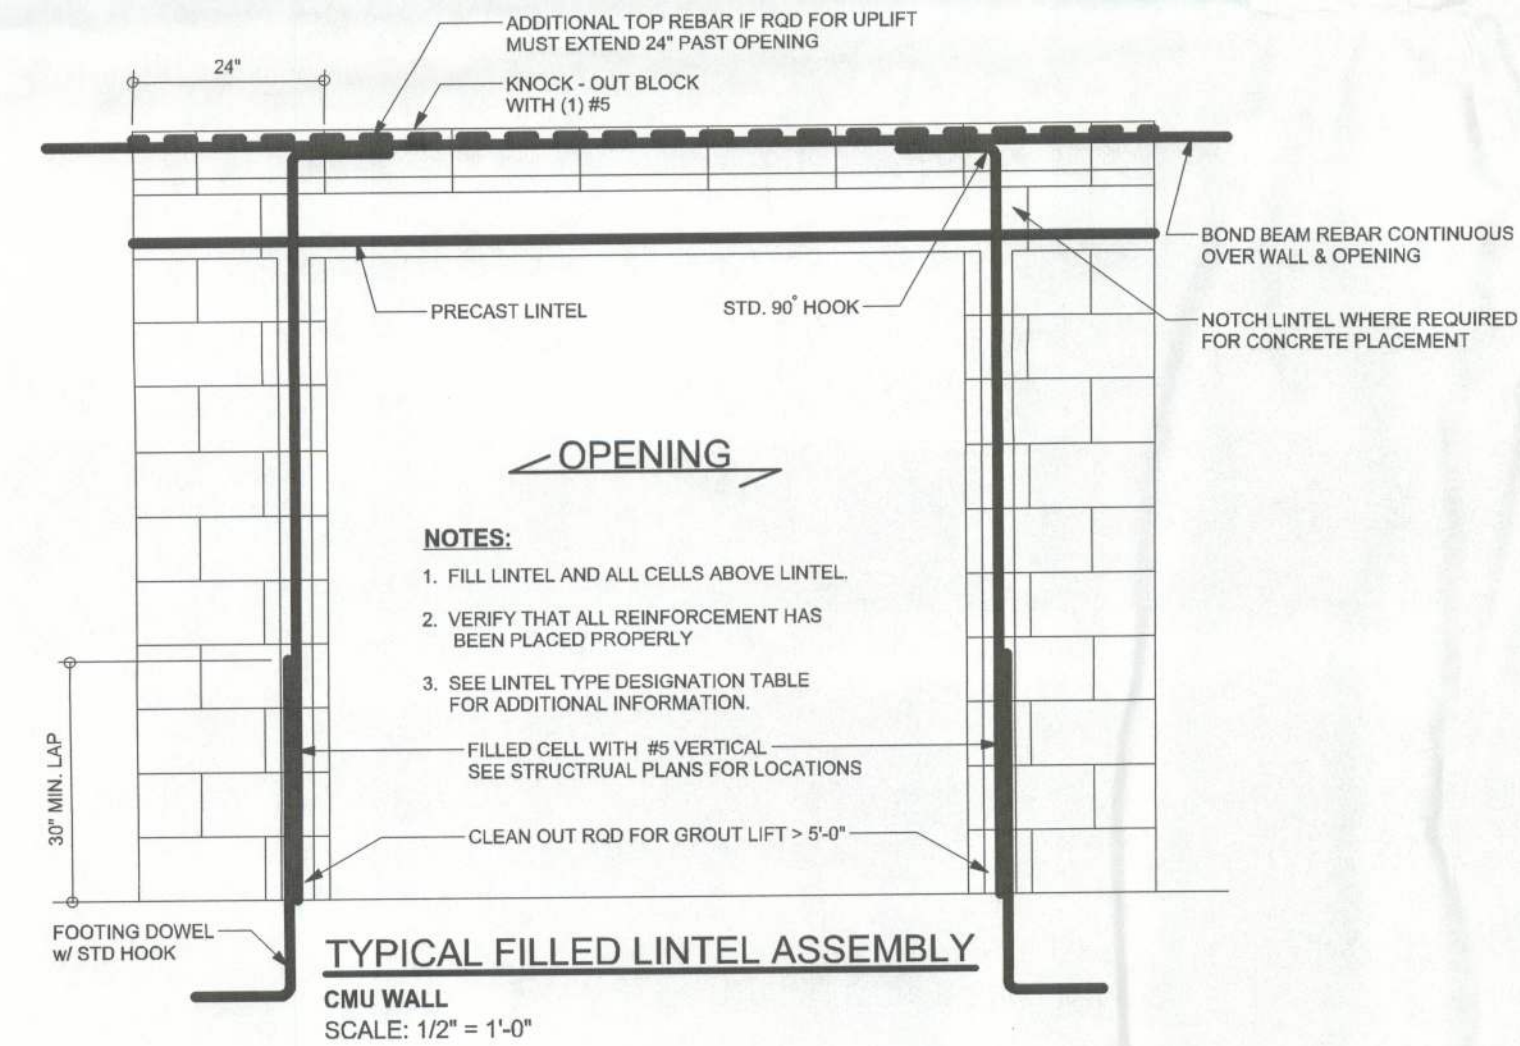 ADDITIONAL TOP REBAR IF RQD FOR UPLIFT
MUST EXTEND 24" PAST OPENING
24"
KNOCK - OUT BLOCK
WITH (1) #5
BOND BEAM REBAR CONTINUOUS
OVER WALL & OPENING
PRECAST LINTEL
STD. 90° HOOK
NOTCH LINTEL WHERE REQUIRED
FOR CONCRETE PLACEMENT
OPENING
NOTES:
1. FILL LINTEL AND ALL CELLS ABOVE LINTEL.
2. VERIFY THAT ALL REINFORCEMENT HAS
BEEN PLACED PROPERLY
3. SEE LINTEL TYPE DESIGNATION TABLE
FOR ADDITIONAL INFORMATION.
FILLED CELL WITH #5 VERTICAL
SEE STRUCTRUAL PLANS FOR LOCATIONS
30" MIN. LAP
CLEAN OUT RQD FOR GROUT LIFT > 5'-0"
FOOTING DOWEL
w/ STD HOOK
TYPICAL FILLED LINTEL ASSEMBLY
CMU WALL
SCALE: 1/2" = 1'-0"